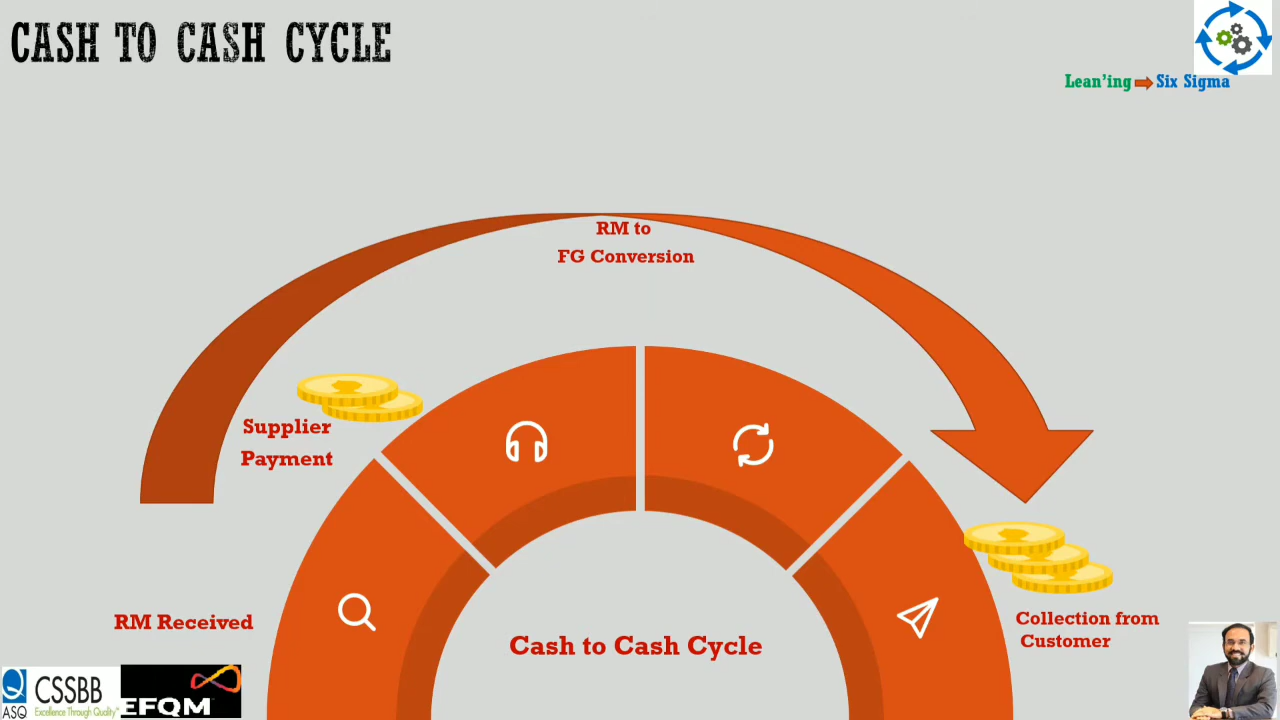 CASH TO CASH CYCLE
Lean'ing Six Sigma
RM to
FG Conversion
Supplier
Payment
RM Received
Cash to Cash Cycle
Collection from
Customer
ASQ CSSBB
Excellence Through Quality™
EFQM